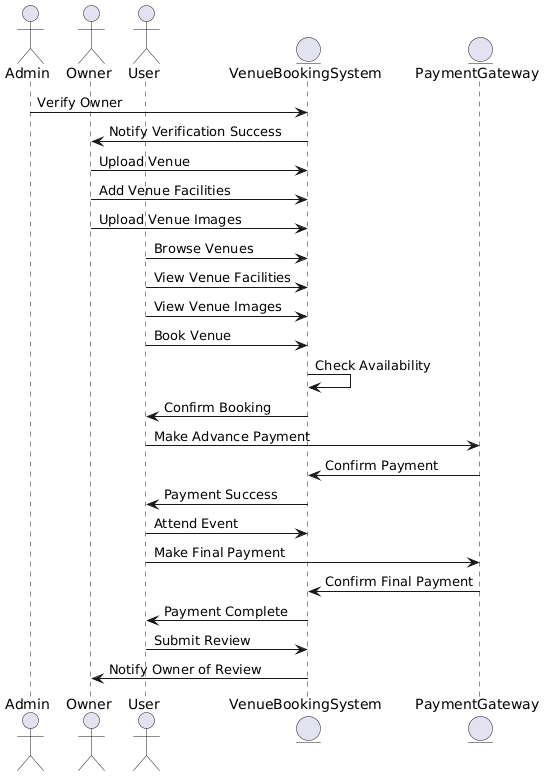 Admin Owner User VenueBookingSystem PaymentGateway
Verify Owner
Notify Verification Success
Upload Venue
Add Venue Facilities
Upload Venue Images
Browse Venues
View Venue Facilities
View Venue Images
Book Venue
Check Availability
Confirm Booking
Make Advance Payment
Confirm Payment
Payment Success
Attend Event
Make Final Payment
Confirm Final Payment
Payment Complete
Submit Review
Notify Owner of Review
Admin Owner User VenueBookingSystem PaymentGateway